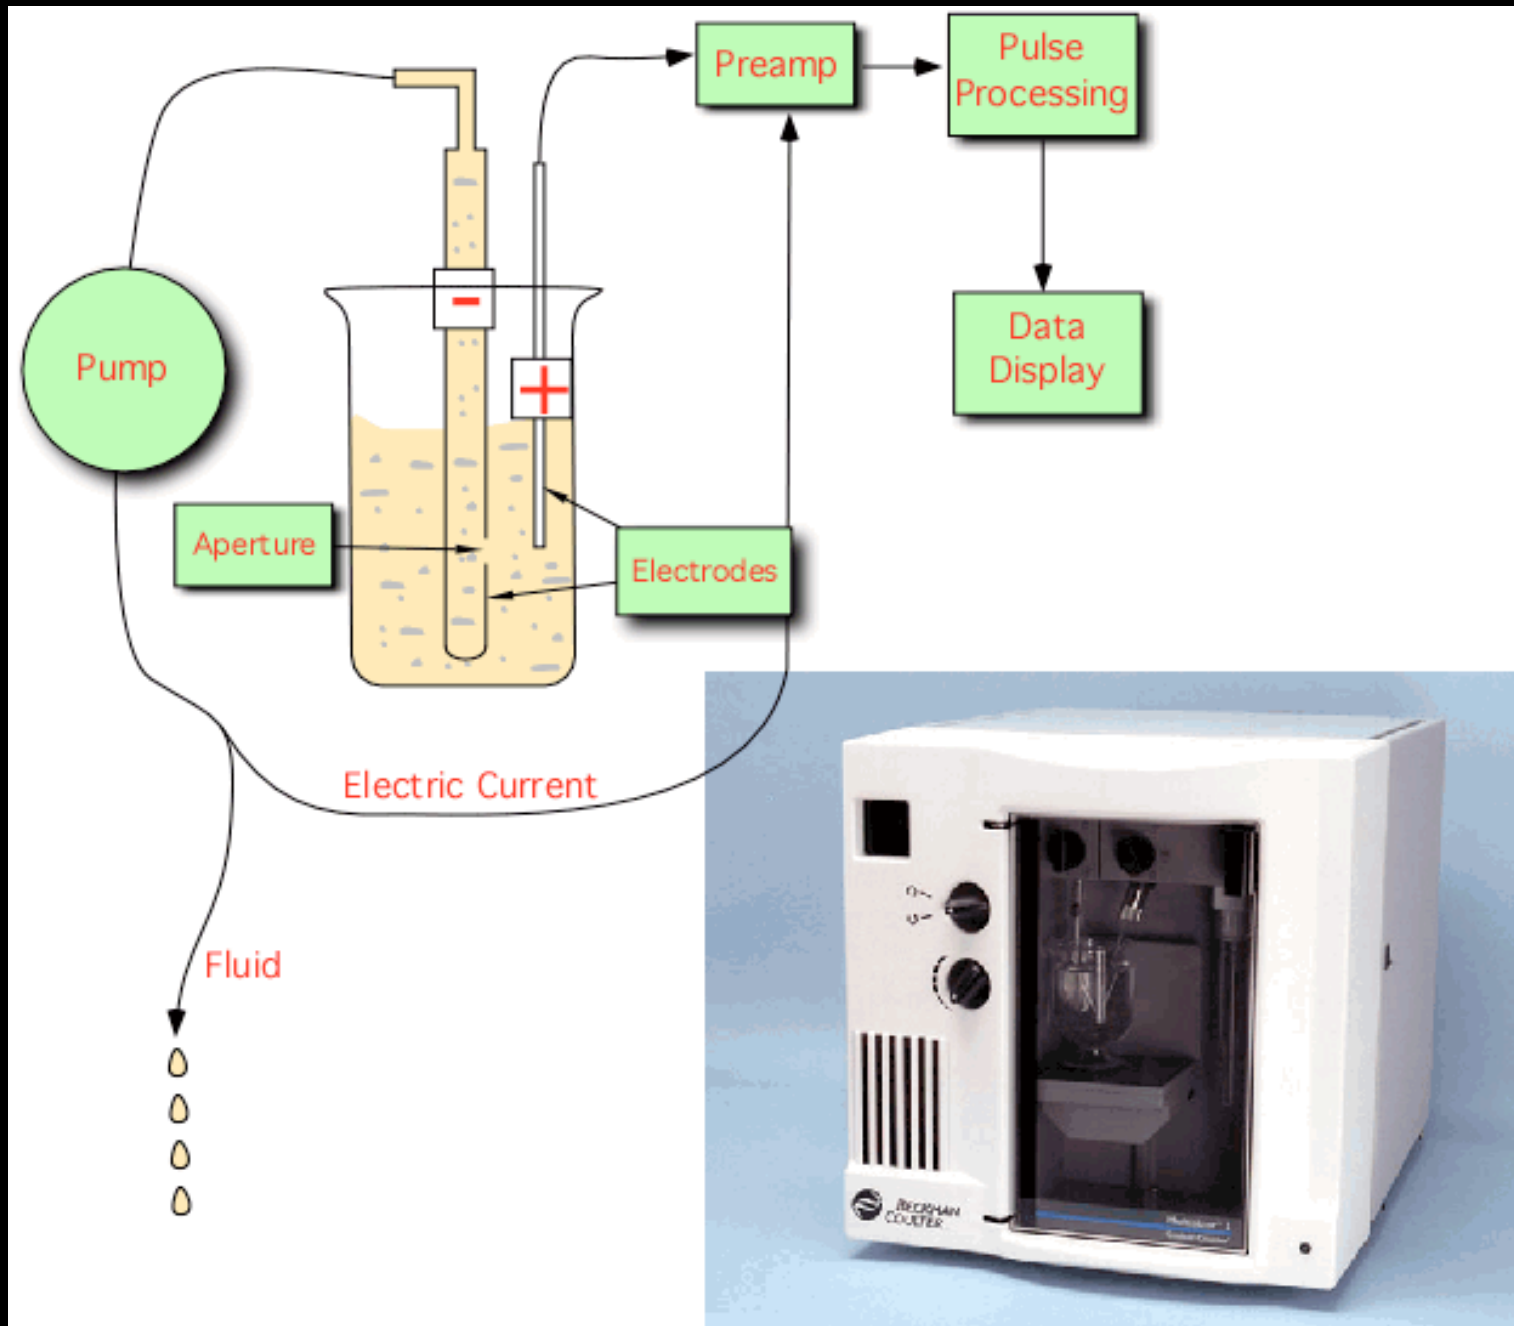 Preamp
Pulse
Processing
-
Pump
+
Data
Display
Aperture
Electrodes
Electric Current
Fluid
BECKMAN
COULTER